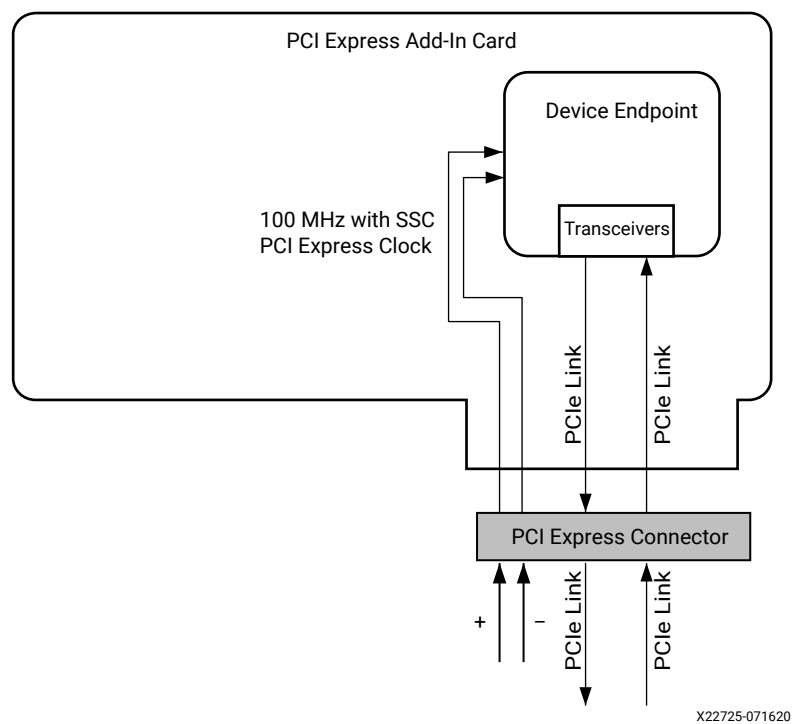 PCI Express Add-In Card
Device Endpoint
100 MHz with SSC
PCI Express Clock
Transceivers
PCIe Link
PCIe Link
PCI Express Connector
+
–
PCIe Link
PCIe Link
X22725-071620